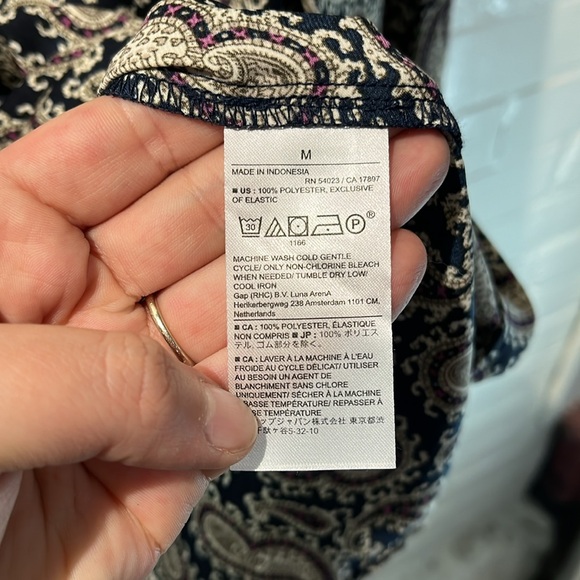 M
MADE IN INDONESIA
RN 54023 / CA 17897
■ US : 100% POLYESTER, EXCLUSIVE
OF ELASTIC
30
®
1166
MACHINE WASH COLD GENTLE
CYCLE/ ONLY NON-CHLORINE BLEACH
WHEN NEEDED/ TUMBLE DRY LOW/
COOL IRON
Gap (RHC) B.V. Luna ArenA
Herikerbergweg 238 Amsterdam 1101 CM,
Netherlands
■ CA : 100% POLYESTER, ÉLASTIQUE
NON COMPRIS ■ JP : 100% ポリエス
テル, ゴム部分を除く。
■ CA : LAVER À LA MACHINE À L'EAU
FROIDE AU CYCLE DÉLICAT/ UTILISER
AU BESOIN UN AGENT DE
BLANCHIMENT SANS CHLORE
UNIQUEMENT/ SÉCHER À LA MACHINE
BASSE TEMPÉRATURE/ REPASSER À
BASSE TEMPÉRATURE
ップジャパン株式会社 東京都渋
千駄ヶ谷5-32-10